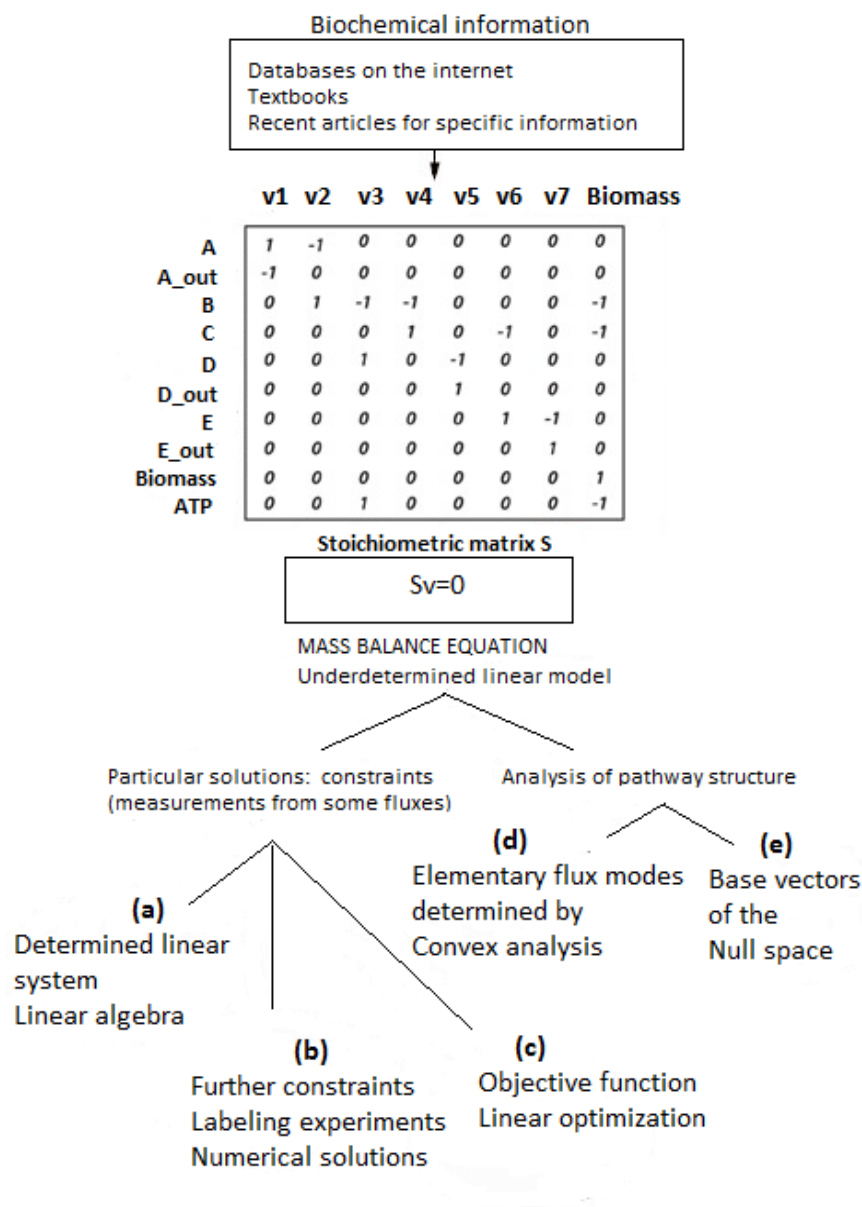 Biochemical information
Databases on the internet
Textbooks
Recent articles for specific information
v1 v2 v3 v4 v5 v6 v7 Biomass
A 1 -1 0 0 0 0 0 0
A_out -1 0 0 0 0 0 0 0
B 0 1 -1 -1 0 0 0 -1
C 0 0 0 1 0 -1 0 -1
D 0 0 1 0 -1 0 0 0
D_out 0 0 0 0 1 0 0 0
E 0 0 0 0 0 1 -1 0
E_out 0 0 0 0 0 0 1 0
Biomass 0 0 0 0 0 0 0 1
ATP 0 0 1 0 0 0 0 -1
Stoichiometric matrix S
Sv=0
MASS BALANCE EQUATION
Underdetermined linear model
Particular solutions: constraints
(measurements from some fluxes)
Analysis of pathway structure
(a)
Determined linear
system
Linear algebra
(b)
Further constraints
Labeling experiments
Numerical solutions
(c)
Objective function
Linear optimization
(d)
Elementary flux modes
determined by
Convex analysis
(e)
Base vectors
of the
Null space